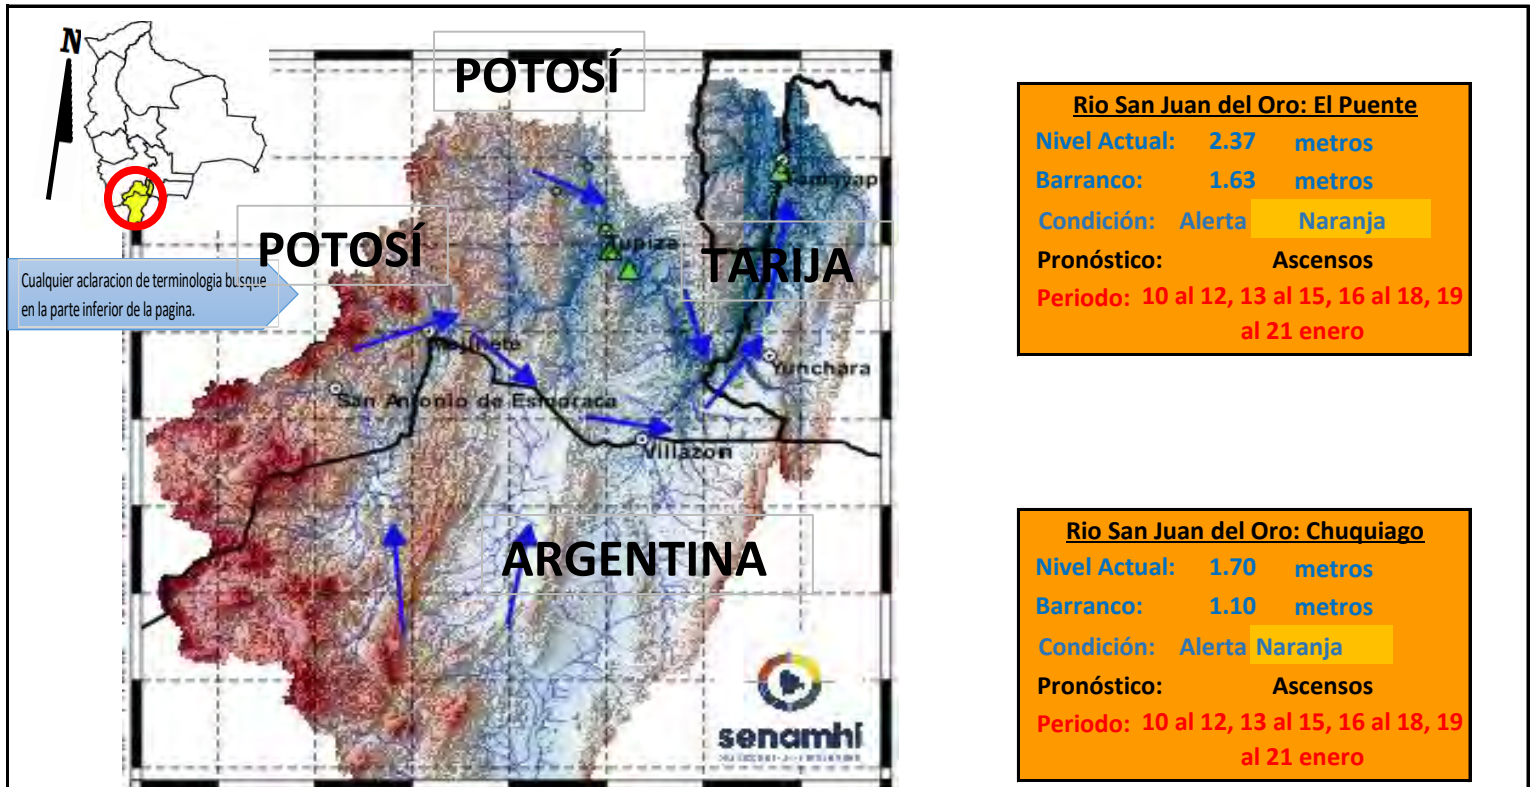 N
POTOSÍ
POTOSÍ
TARIJA
ARGENTINA
Cualquier aclaracion de terminologia busque
en la parte inferior de la pagina.
Tupiza
Mojinete
San Antonio de Esmoraca
Villazon
Yunchara
senamhi
Rio San Juan del Oro: El Puente
Nivel Actual: 2.37 metros
Barranco: 1.63 metros
Condición: Alerta Naranja
Pronóstico: Ascensos
Periodo: 10 al 12, 13 al 15, 16 al 18, 19
al 21 enero
Rio San Juan del Oro: Chuquiago
Nivel Actual: 1.70 metros
Barranco: 1.10 metros
Condición: Alerta Naranja
Pronóstico: Ascensos
Periodo: 10 al 12, 13 al 15, 16 al 18, 19
al 21 enero